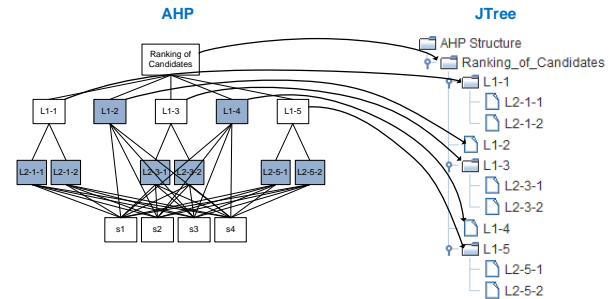 AHP
JTree
Ranking of
Candidates
L1-1
L1-2
L1-3
L1-4
L1-5
L2-1-1
L2-1-2
L2-3-1
L2-3-2
L2-5-1
L2-5-2
s1
s2
s3
s4
AHP Structure
Ranking_of_Candidates
L1-1
L2-1-1
L2-1-2
L1-2
L1-3
L2-3-1
L2-3-2
L1-4
L1-5
L2-5-1
L2-5-2